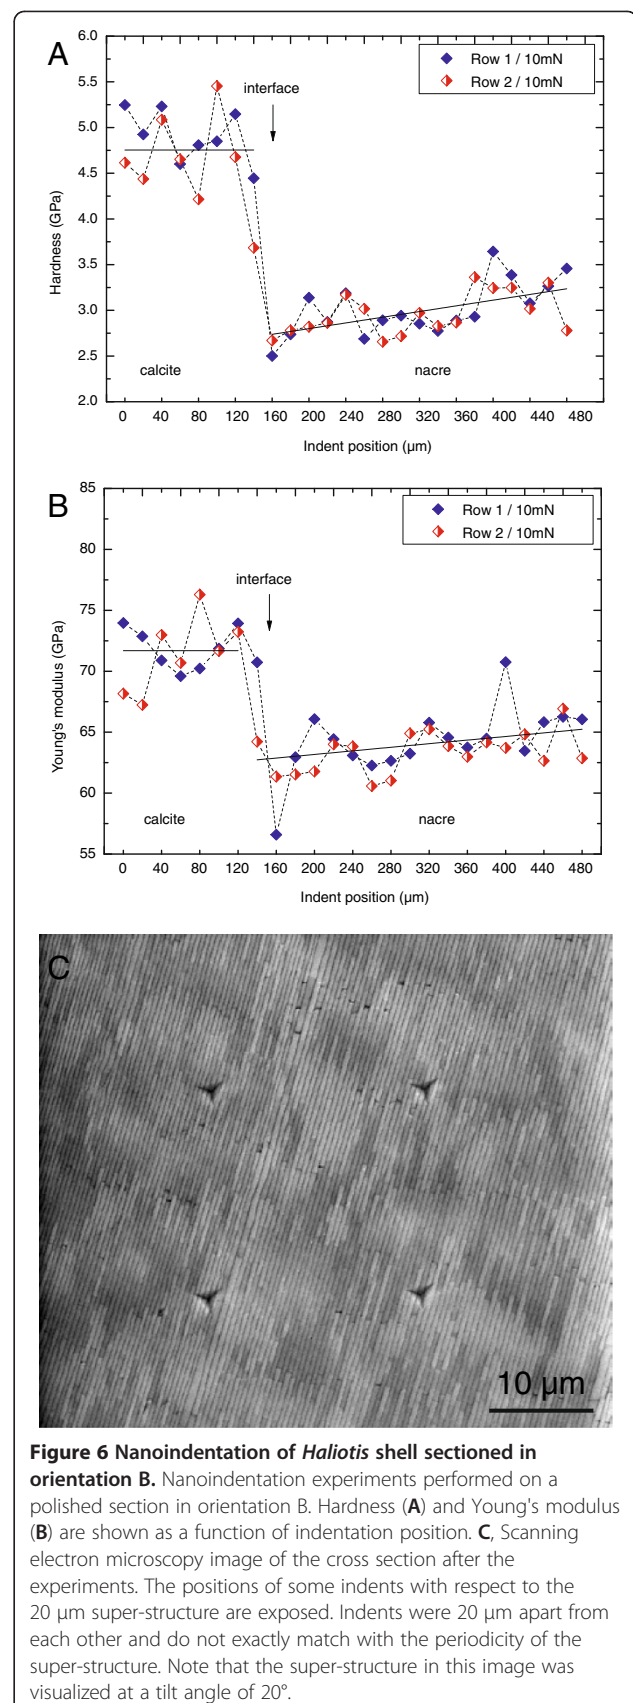 A
6.0
5.5
5.0
4.5
4.0
3.5
3.0
2.5
2.0
Hardness (GPa)
Row 1 / 10mN
Row 2 / 10mN
interface
calcite
nacre
0 40 80 120 160 200 240 280 320 360 400 440 480
Indent position (µm)
B
85
80
75
70
65
60
55
Young's modulus (GPa)
Row 1 / 10mN
Row 2 / 10mN
interface
calcite
nacre
0 40 80 120 160 200 240 280 320 360 400 440 480
Indent position (µm)
C
10 µm
Figure 6 Nanoindentation of Haliotis shell sectioned in
orientation B. Nanoindentation experiments performed on a
polished section in orientation B. Hardness (A) and Young's modulus
(B) are shown as a function of indentation position. C, Scanning
electron microscopy image of the cross section after the
experiments. The positions of some indents with respect to the
20 µm super-structure are exposed. Indents were 20 µm apart from
each other and do not exactly match with the periodicity of the
super-structure. Note that the super-structure in this image was
visualized at a tilt angle of 20°.